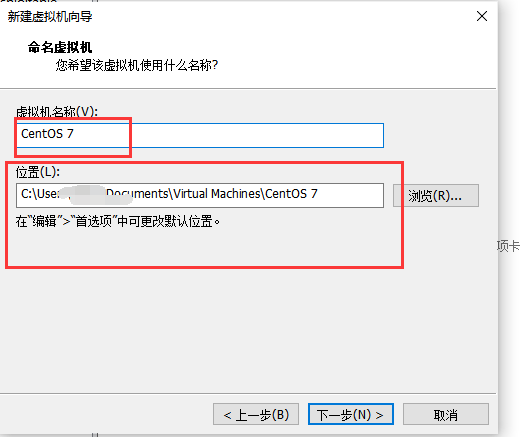 新建虚拟机向导
命名虚拟机
您希望该虚拟机使用什么名称?
虚拟机名称(V):
CentOS 7
位置(L):
C:\Use Documents\Virtual Machines\CentOS 7
浏览(R)...
在“编辑”>“首选项”中可更改默认位置。
项卡
< 上一步(B)
下一步(N) >
取消